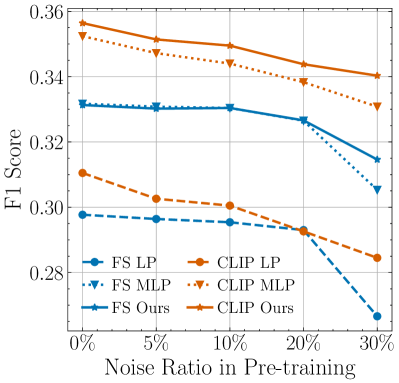 0.36
0.34
0.32
0.30
0.28
F1 Score
FS LP
FS MLP
FS Ours
CLIP LP
CLIP MLP
CLIP Ours
0% 5% 10% 20% 30%
Noise Ratio in Pre-training